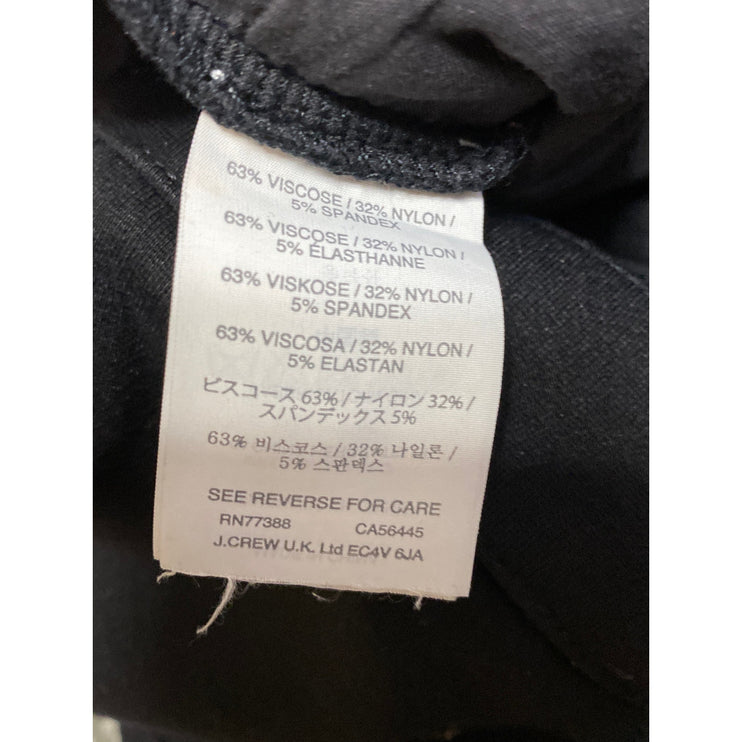 63% VISCOSE / 32% NYLON /
5% SPANDEX
63% VISCOSE / 32% NYLON /
5% ÉLASTHANNE
63% VISKOSE / 32% NYLON /
5% SPANDEX
63% VISCOSA / 32% NYLON /
5% ELASTAN
ビスコース 63% / ナイロン 32% /
スパンデックス 5%
63% 비스코스 / 32% 나일론 /
5% 스판덱스
SEE REVERSE FOR CARE
RN77388 CA56445
J.CREW U.K. Ltd EC4V 6JA